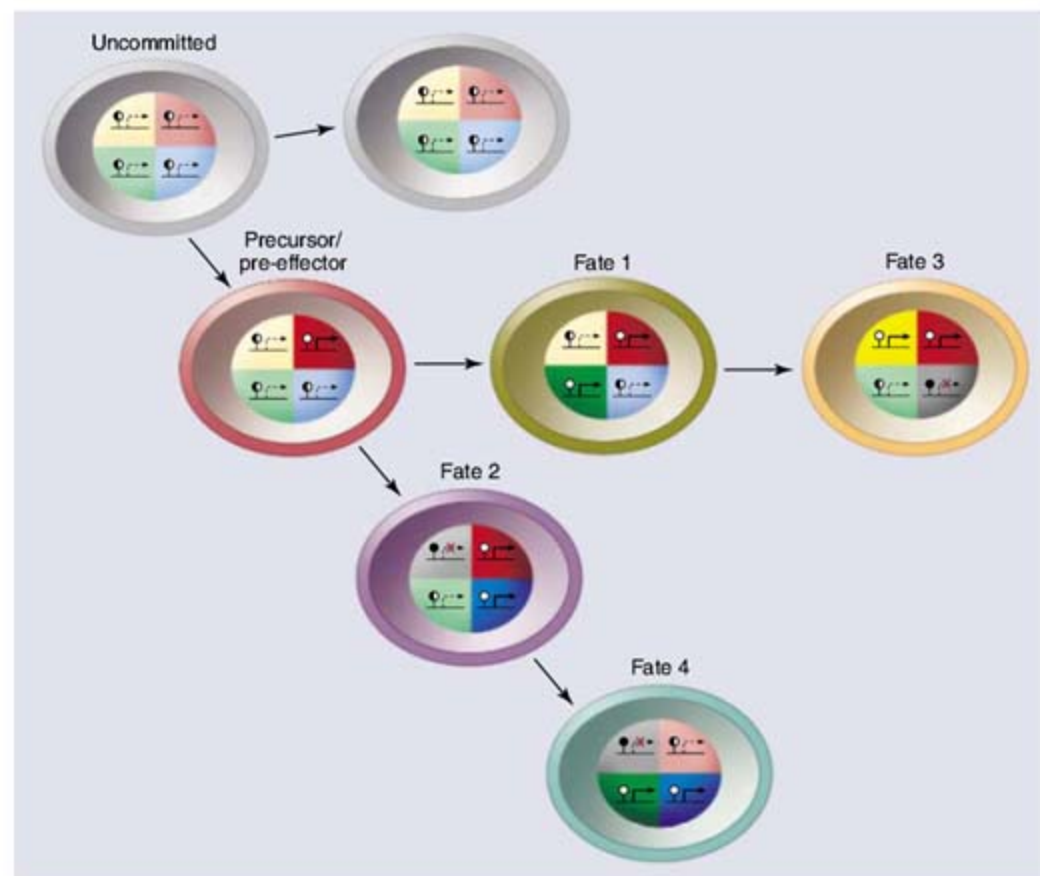 Uncommitted
Precursor/
pre-effector
Fate 1
Fate 3
Fate 2
Fate 4